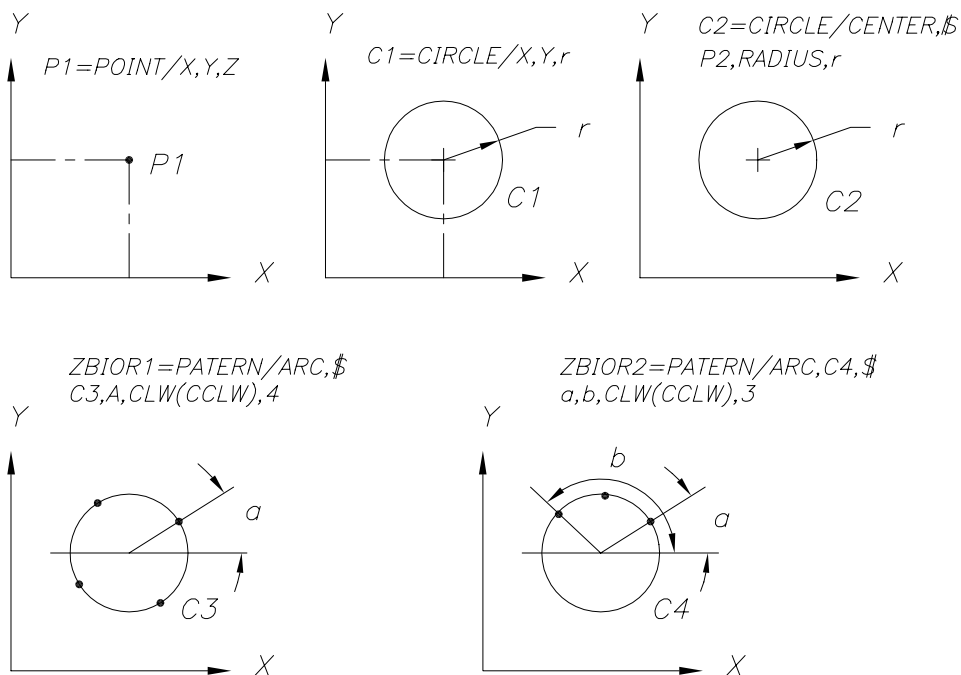 Y
P1=POINT/X,Y,Z
P1
X
Y
C1=CIRCLE/X,Y,r
r
C1
X
Y
C2=CIRCLE/CENTER,$
P2,RADIUS,r
r
C2
X
ZBIOR1=PATERN/ARC,$
C3,A,CLW(CCLW),4
Y
a
C3
X
ZBIOR2=PATERN/ARC,C4,$
a,b,CLW(CCLW),3
Y
b
a
C4
X